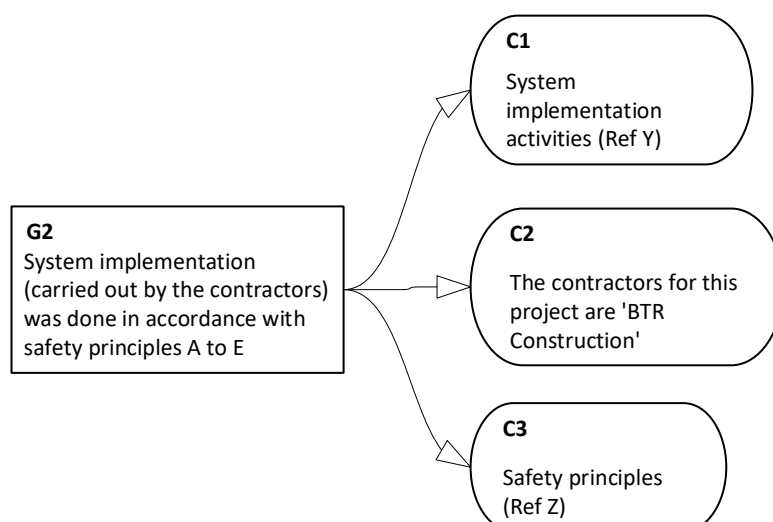 C1
System
implementation
activities (Ref Y)
G2
System implementation
(carried out by the contractors)
was done in accordance with
safety principles A to E
C2
The contractors for this
project are 'BTR
Construction'
C3
Safety principles
(Ref Z)